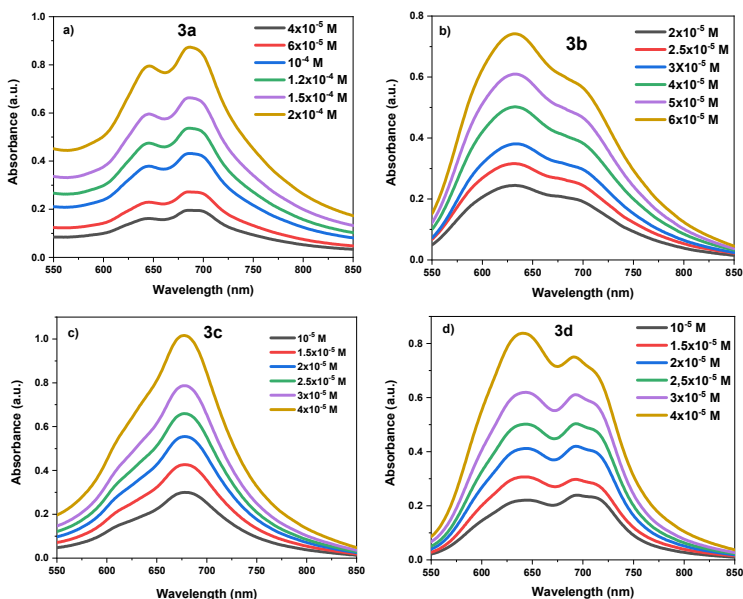 a)
3a
4x10⁻⁵ M
6x10⁻⁵ M
10⁻⁴ M
1.2x10⁻⁴ M
1.5x10⁻⁴ M
2x10⁻⁴ M
Absorbance (a.u.)
1.0
0.8
0.6
0.4
0.2
0.0
550 600 650 700 750 800 850
Wavelength (nm)
b)
3b
2x10⁻⁵ M
2.5x10⁻⁵ M
3X10⁻⁵ M
4x10⁻⁵ M
5x10⁻⁵ M
6x10⁻⁵ M
Absorbance (a.u.)
0.8
0.6
0.4
0.2
0.0
550 600 650 700 750 800 850
Wavelength (nm)
c)
3c
10⁻⁵ M
1.5x10⁻⁵ M
2x10⁻⁵ M
2.5x10⁻⁵ M
3x10⁻⁵ M
4x10⁻⁵ M
Absorbance (a.u.)
1.0
0.8
0.6
0.4
0.2
0.0
550 600 650 700 750 800 850
Wavelength (nm)
d)
3d
10⁻⁵ M
1.5x10⁻⁵ M
2x10⁻⁵ M
2,5x10⁻⁵ M
3x10⁻⁵ M
4x10⁻⁵ M
Absorbance (a.u.)
0.8
0.6
0.4
0.2
0.0
550 600 650 700 750 800 850
Wavelength (nm)